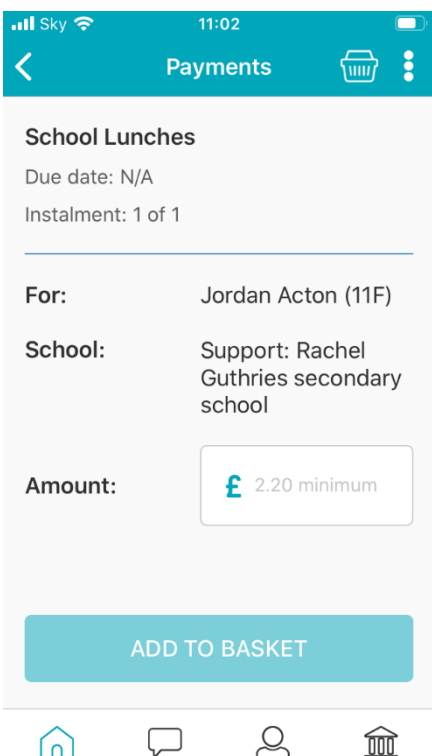 Sky 11:02
Payments
School Lunches
Due date: N/A
Instalment: 1 of 1
For: Jordan Acton (11F)
School: Support: Rachel
Guthries secondary
school
Amount: £ 2.20 minimum
ADD TO BASKET